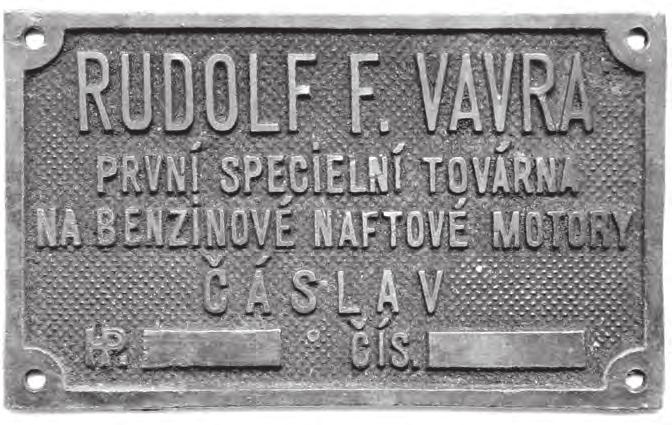 RUDOLF F. VAVRA
PRVNÍ SPECIELNÍ TOVÁRNA
NA BENZINOVÉ NAFTOVÉ MOTORY
ČÁSLAV
HP. ČÍS.